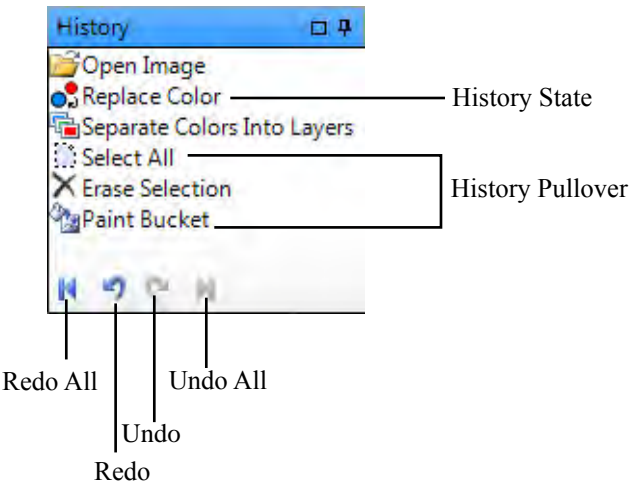 History
Open Image
Replace Color
History State
Separate Colors Into Layers
Select All
Erase Selection
History Pullover
Paint Bucket
Redo All
Undo All
Undo
Redo